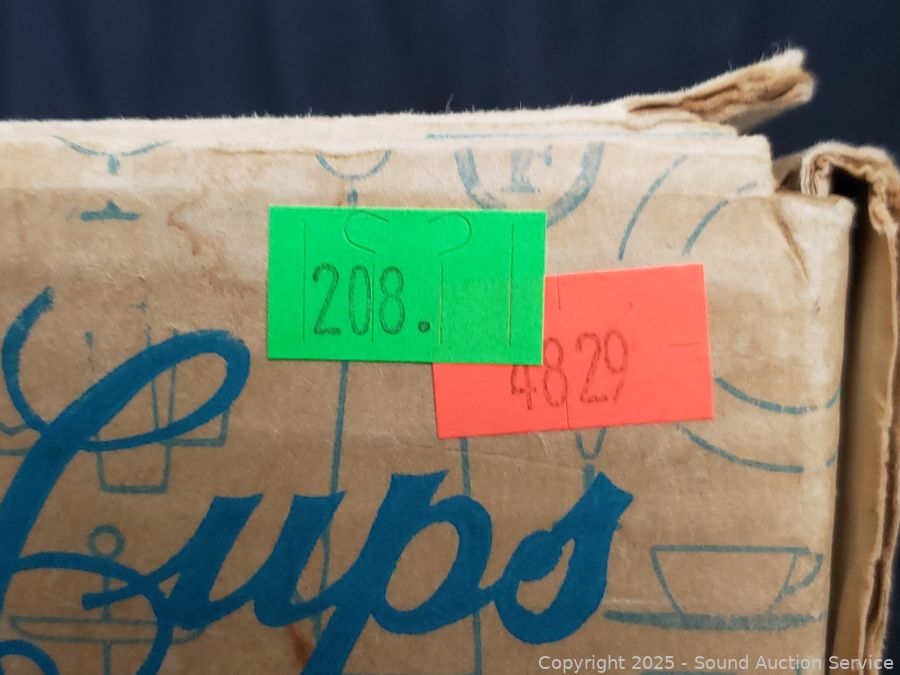 F
208.
4829
Cups
Copyright 2025 - Sound Auction Service